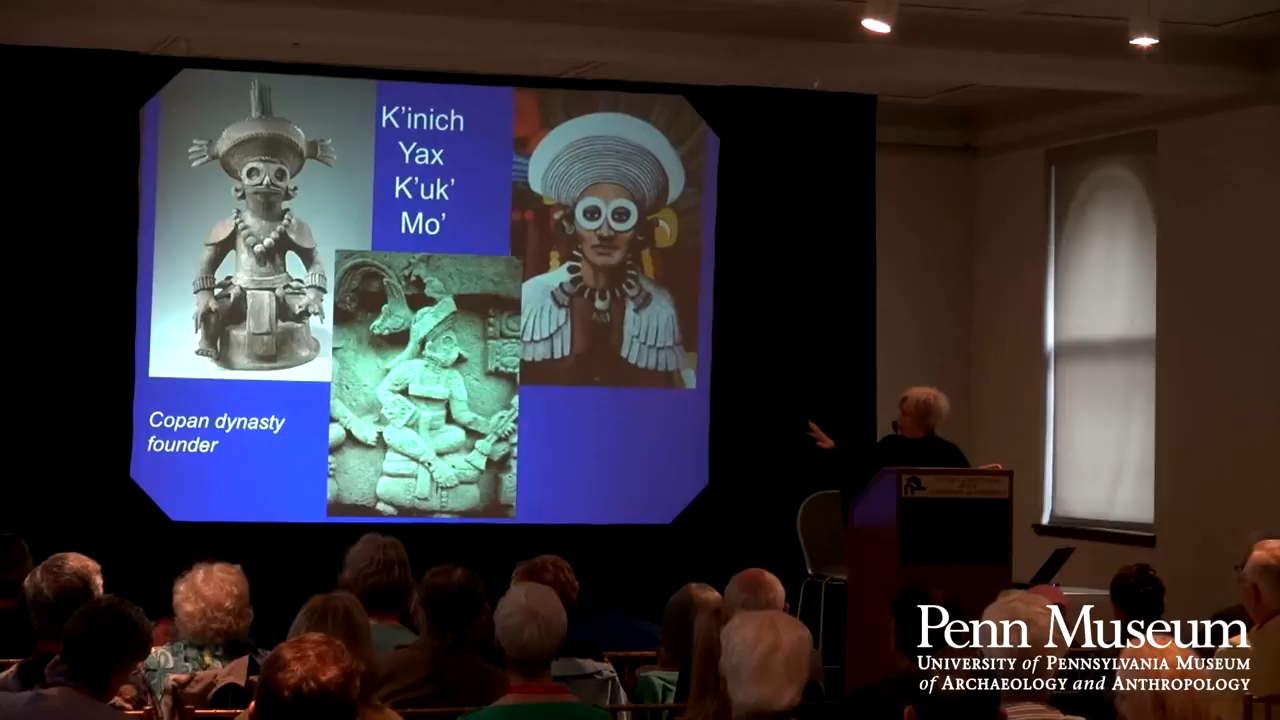 K'inich
Yax
K'uk'
Mo'
Copan dynasty
founder
Penn Museum
University of Pennsylvania Museum
of Archaeology and Anthropology